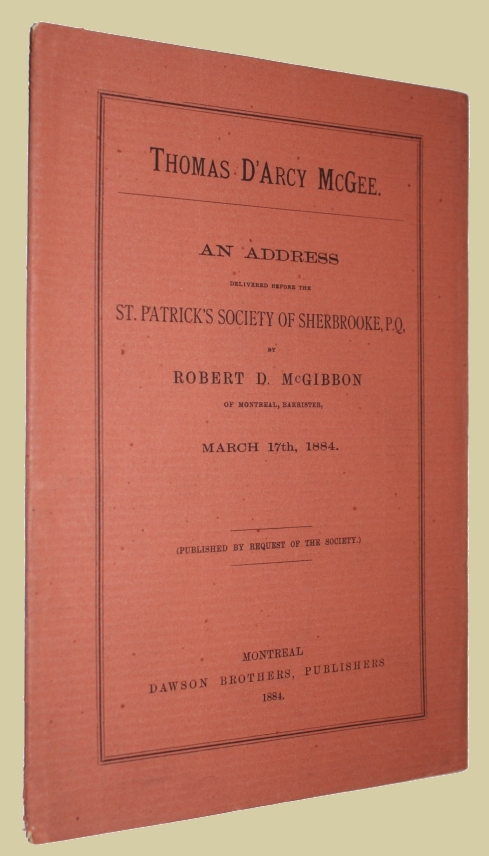 THOMAS D'ARCY MCGEE.
AN ADDRESS
DELIVERED BEFORE THE
ST. PATRICK'S SOCIETY OF SHERBROOKE, P.Q.
BY
ROBERT D. McGIBBON
OF MONTREAL, BARRISTER,
MARCH 17th, 1884.
(PUBLISHED BY REQUEST OF THE SOCIETY.)
MONTREAL
DAWSON BROTHERS, PUBLISHERS
1884.